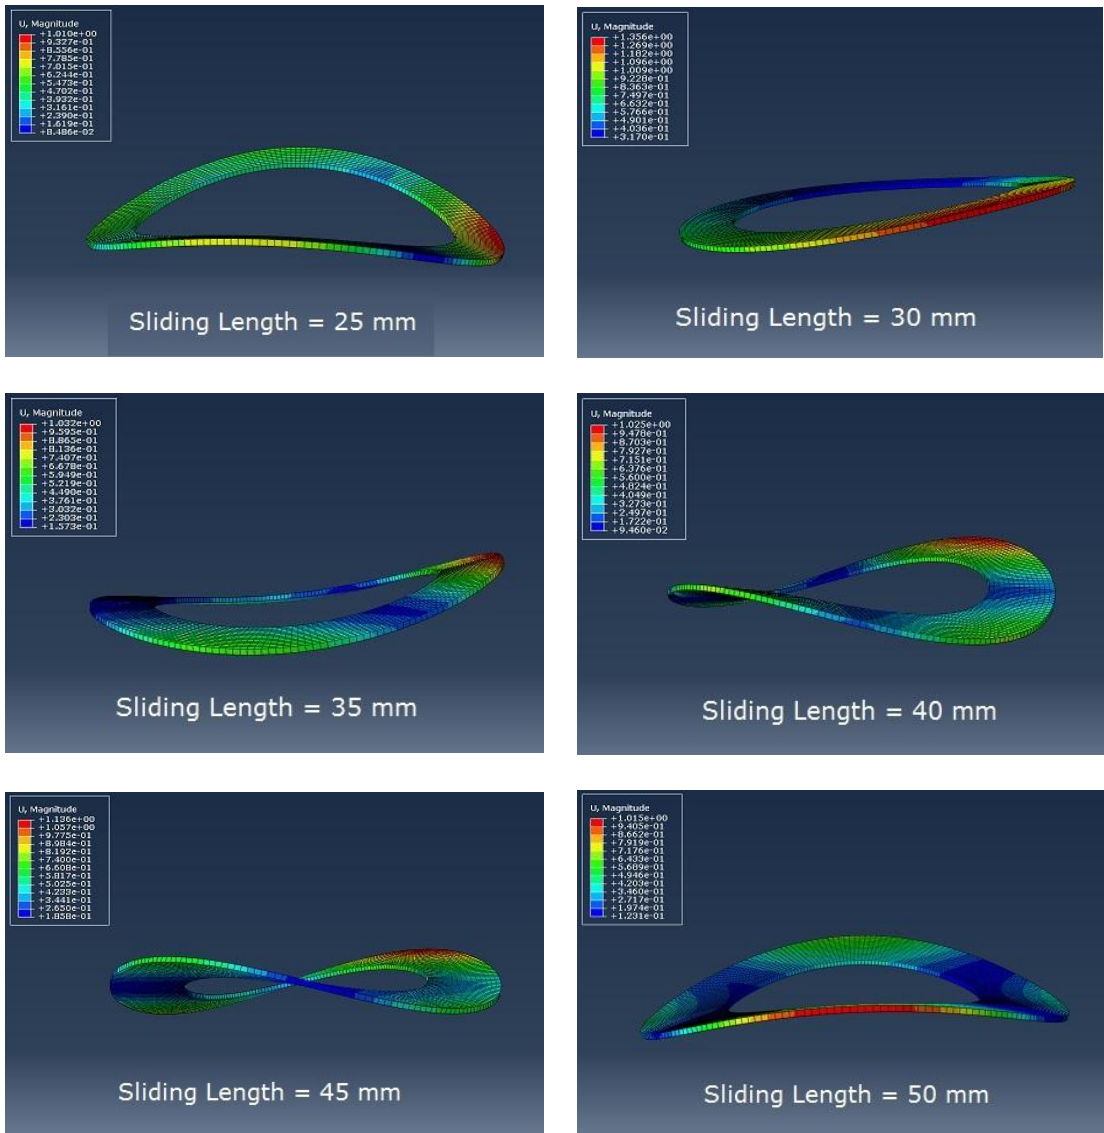 U, Magnitude
+1.010e+00
+9.327e-01
+8.556e-01
+7.785e-01
+7.015e-01
+6.244e-01
+5.473e-01
+4.702e-01
+3.932e-01
+3.161e-01
+2.390e-01
+1.619e-01
+8.486e-02
Sliding Length = 25 mm
U, Magnitude
+1.356e+00
+1.269e+00
+1.182e+00
+1.096e+00
+1.009e+00
+9.228e-01
+8.363e-01
+7.497e-01
+6.632e-01
+5.766e-01
+4.901e-01
+4.036e-01
+3.170e-01
Sliding Length = 30 mm
U, Magnitude
+1.032e+00
+9.595e-01
+8.865e-01
+8.136e-01
+7.407e-01
+6.678e-01
+5.949e-01
+5.219e-01
+4.490e-01
+3.761e-01
+3.032e-01
+2.303e-01
+1.573e-01
Sliding Length = 35 mm
U, Magnitude
+1.025e+00
+9.478e-01
+8.703e-01
+7.927e-01
+7.151e-01
+6.376e-01
+5.600e-01
+4.824e-01
+4.049e-01
+3.273e-01
+2.497e-01
+1.722e-01
+9.460e-02
Sliding Length = 40 mm
U, Magnitude
+1.136e+00
+1.057e+00
+9.775e-01
+8.984e-01
+8.192e-01
+7.400e-01
+6.608e-01
+5.817e-01
+5.025e-01
+4.233e-01
+3.441e-01
+2.650e-01
+1.858e-01
Sliding Length = 45 mm
U, Magnitude
+1.015e+00
+9.405e-01
+8.662e-01
+7.919e-01
+7.176e-01
+6.433e-01
+5.689e-01
+4.946e-01
+4.203e-01
+3.460e-01
+2.717e-01
+1.974e-01
+1.231e-01
Sliding Length = 50 mm